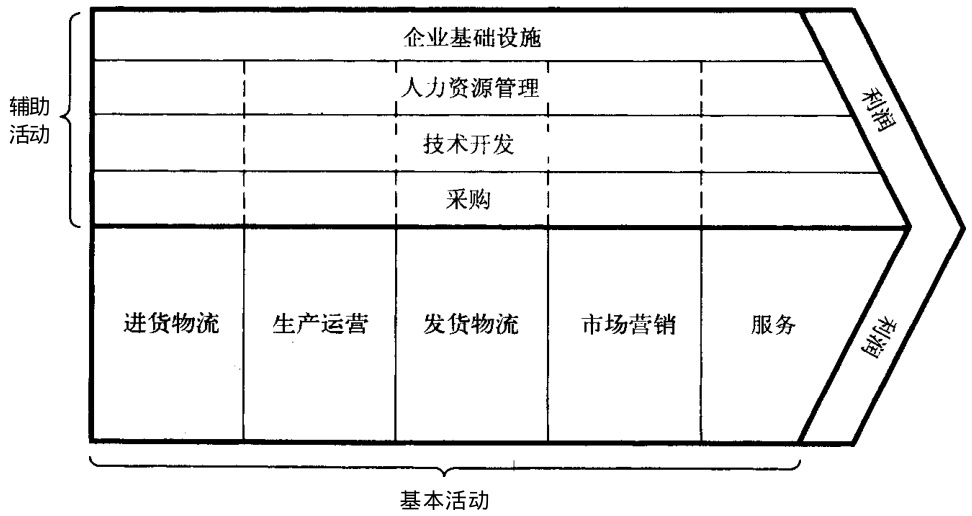 企业基础设施
人力资源管理
技术开发
采购
辅助
活动
利润
进货物流
生产运营
发货物流
市场营销
服务
利润
基本活动